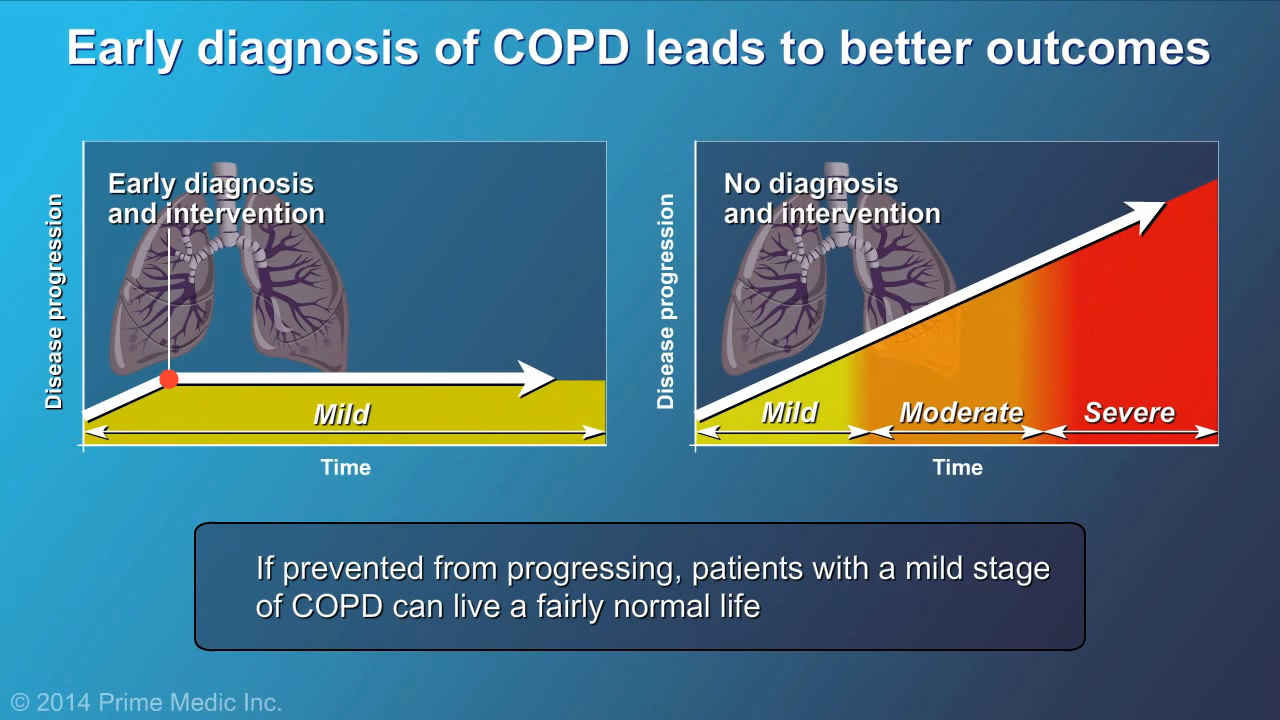 Early diagnosis of COPD leads to better outcomes
Disease progression
Early diagnosis
and intervention
Mild
Time
Disease progression
No diagnosis
and intervention
Mild
Moderate
Severe
Time
If prevented from progressing, patients with a mild stage
of COPD can live a fairly normal life
© 2014 Prime Medic Inc.